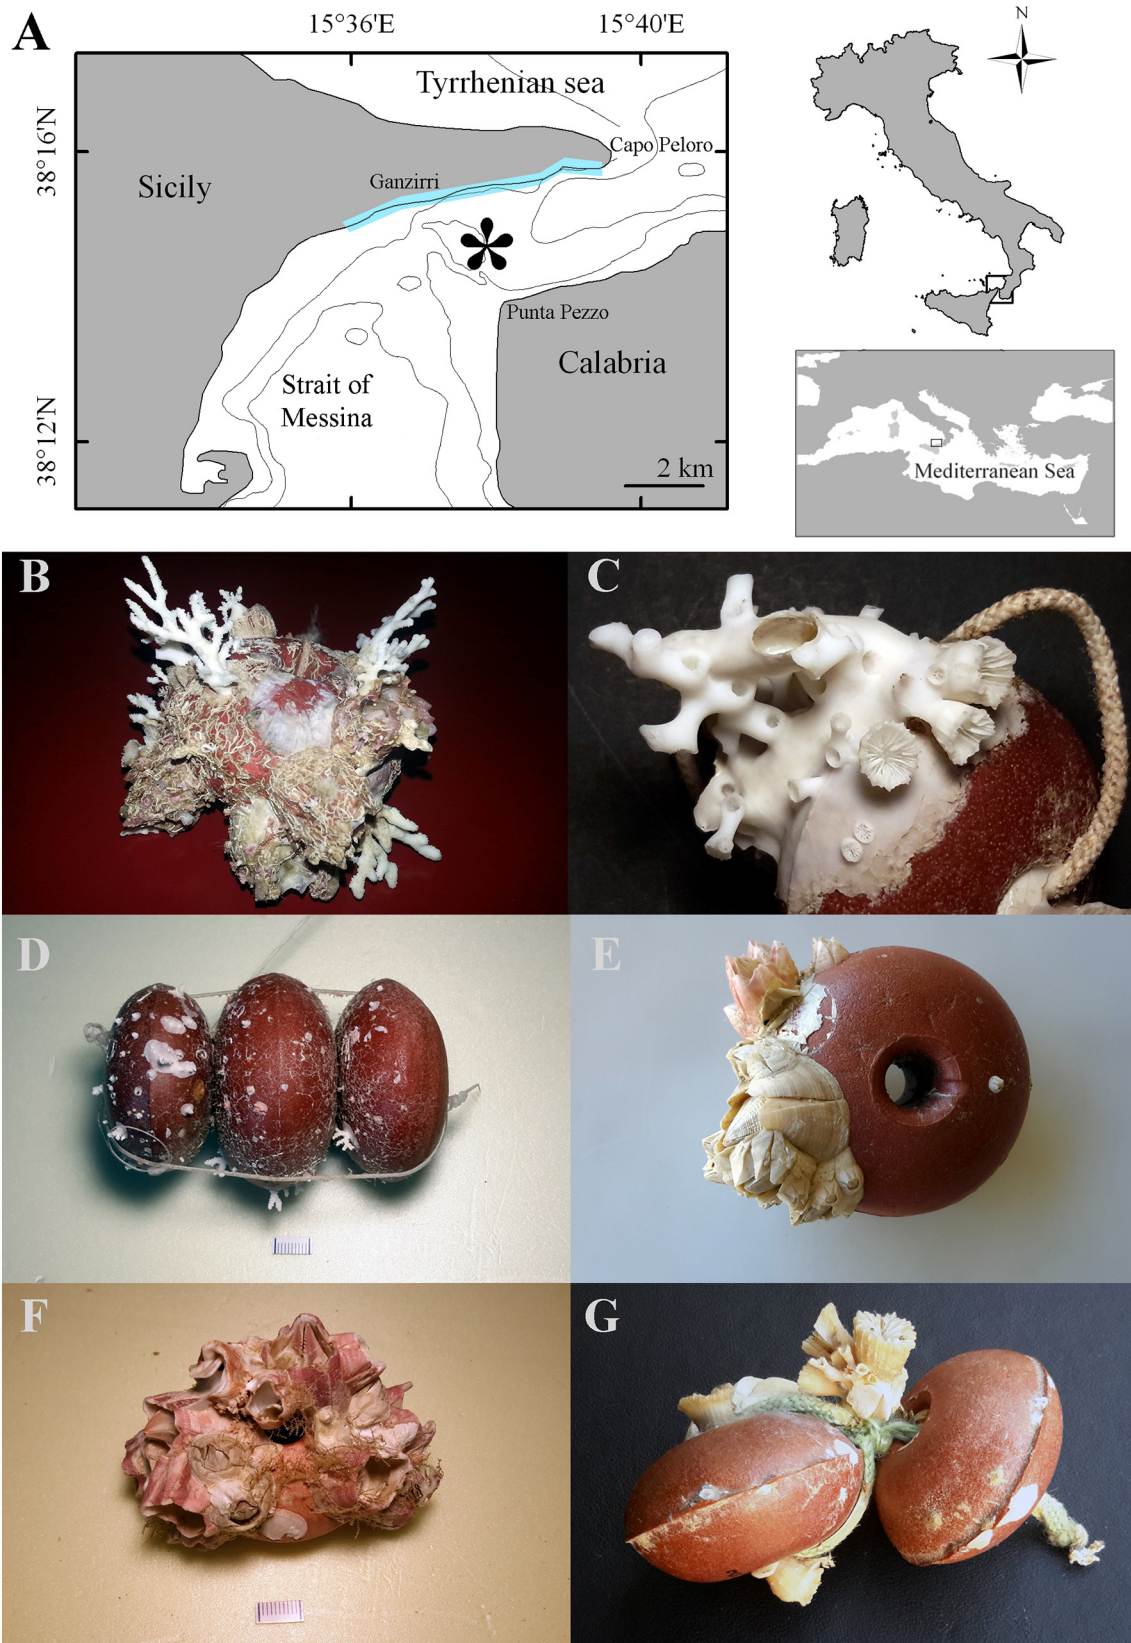 A
15°36'E
15°40'E
N
Tyrrhenian sea
38°16'N
Capo Peloro
Ganzirri
Sicily
Punta Pezzo
Calabria
Strait of
Messina
38°12'N
2 km
Mediterranean Sea
B
C
D
E
F
G